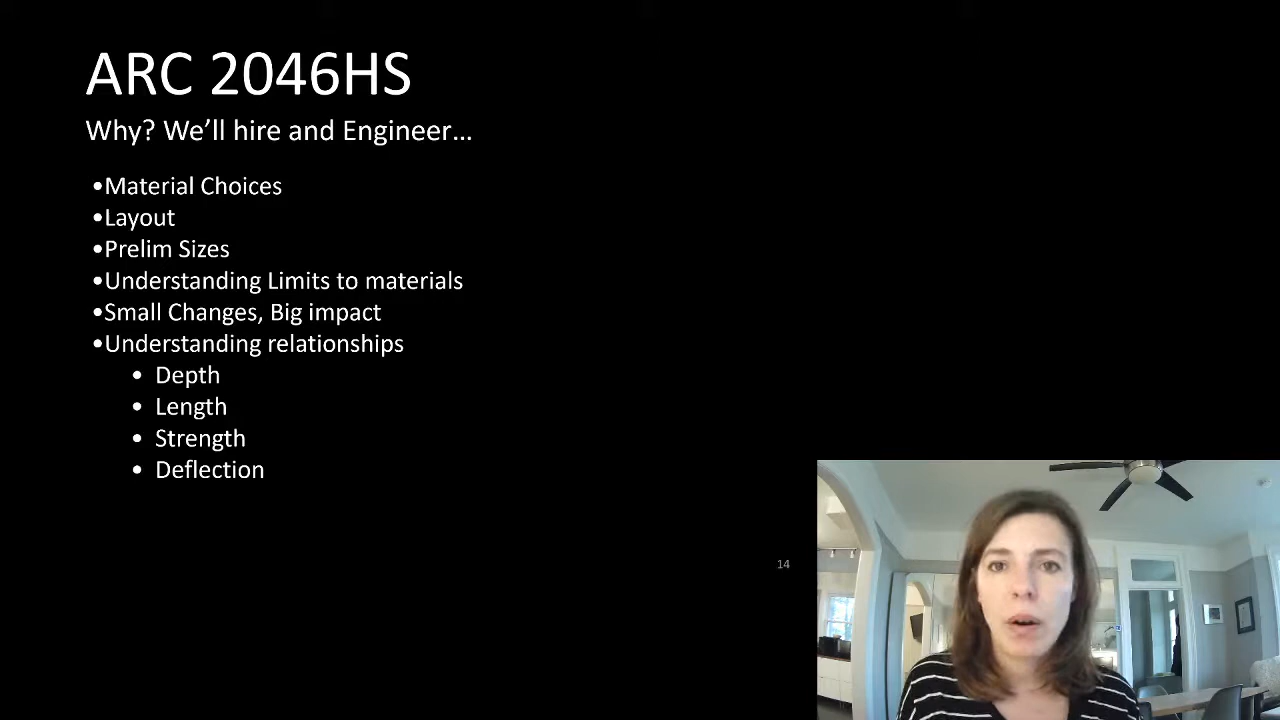 ARC 2046HS
Why? We’ll hire and Engineer…
•Material Choices
•Layout
•Prelim Sizes
•Understanding Limits to materials
•Small Changes, Big impact
•Understanding relationships
• Depth
• Length
• Strength
• Deflection
14